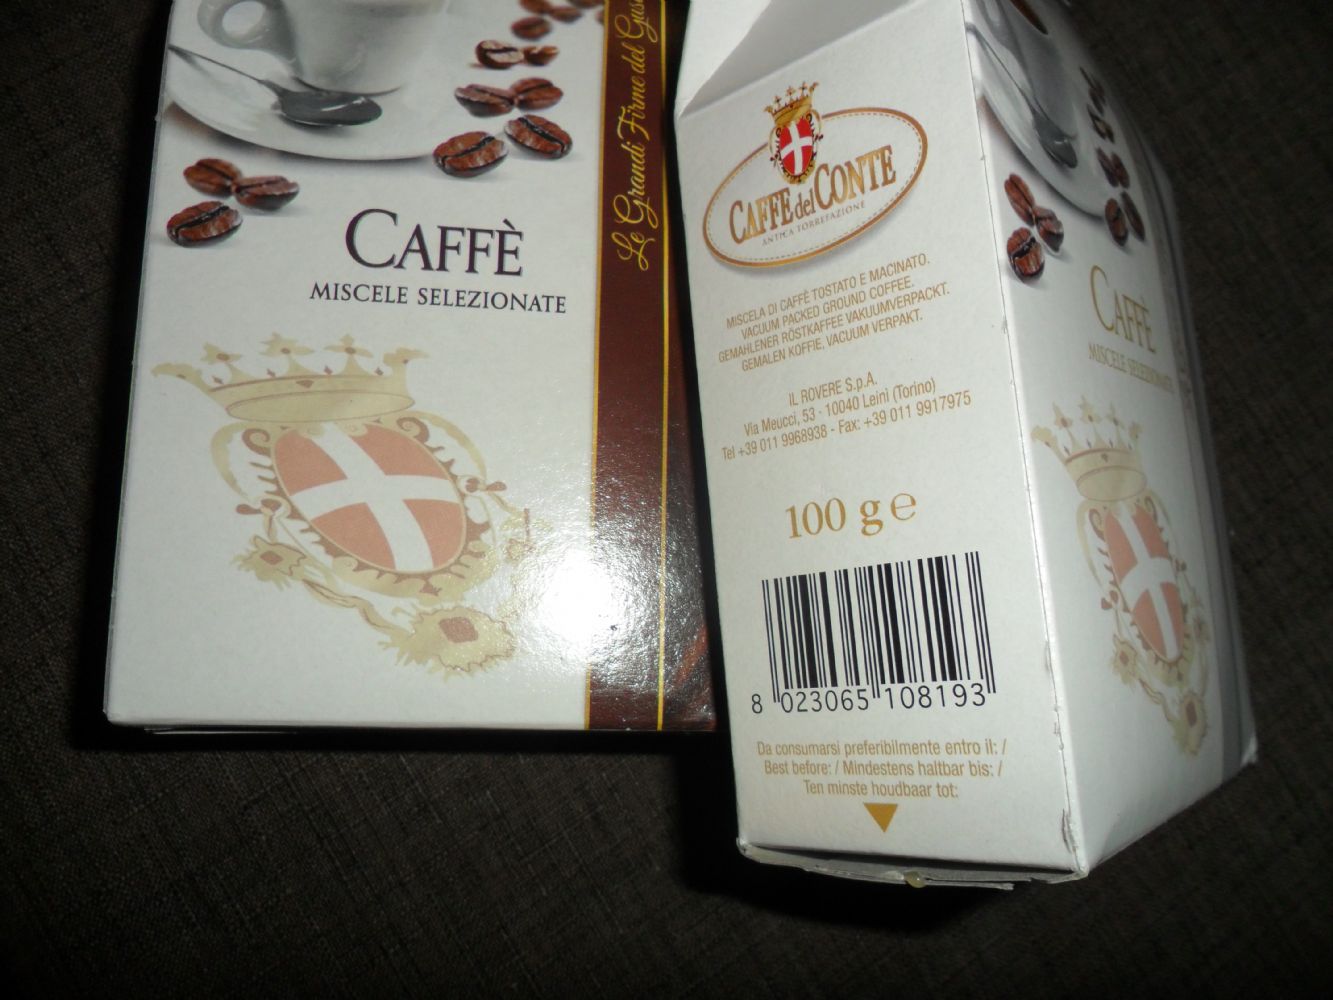 Le Grandi Firme del Gus
CAFFÈ
MISCELE SELEZIONATE
CAFFE del CONTE
ANTICA TORREFAZIONE
MISCELA DI CAFFÈ TOSTATO E MACINATO.
VACUUM PACKED GROUND COFFEE.
GEMAHLENER RÖSTKAFFEE VAKUUMVERPACKT.
GEMALEN KOFFIE, VACUUM VERPAKT.
IL ROVERE S.p.A.
Via Meucci, 53 - 10040 Leinì (Torino)
Tel +39 011 9968938 - Fax: +39 011 9917975
100 g ℮
8 023065 108193
Da consumarsi preferibilmente entro il: /
Best before: / Mindestens haltbar bis: /
Ten minste houdbaar tot:
CAFFÈ
MISCELE SELEZIONATE